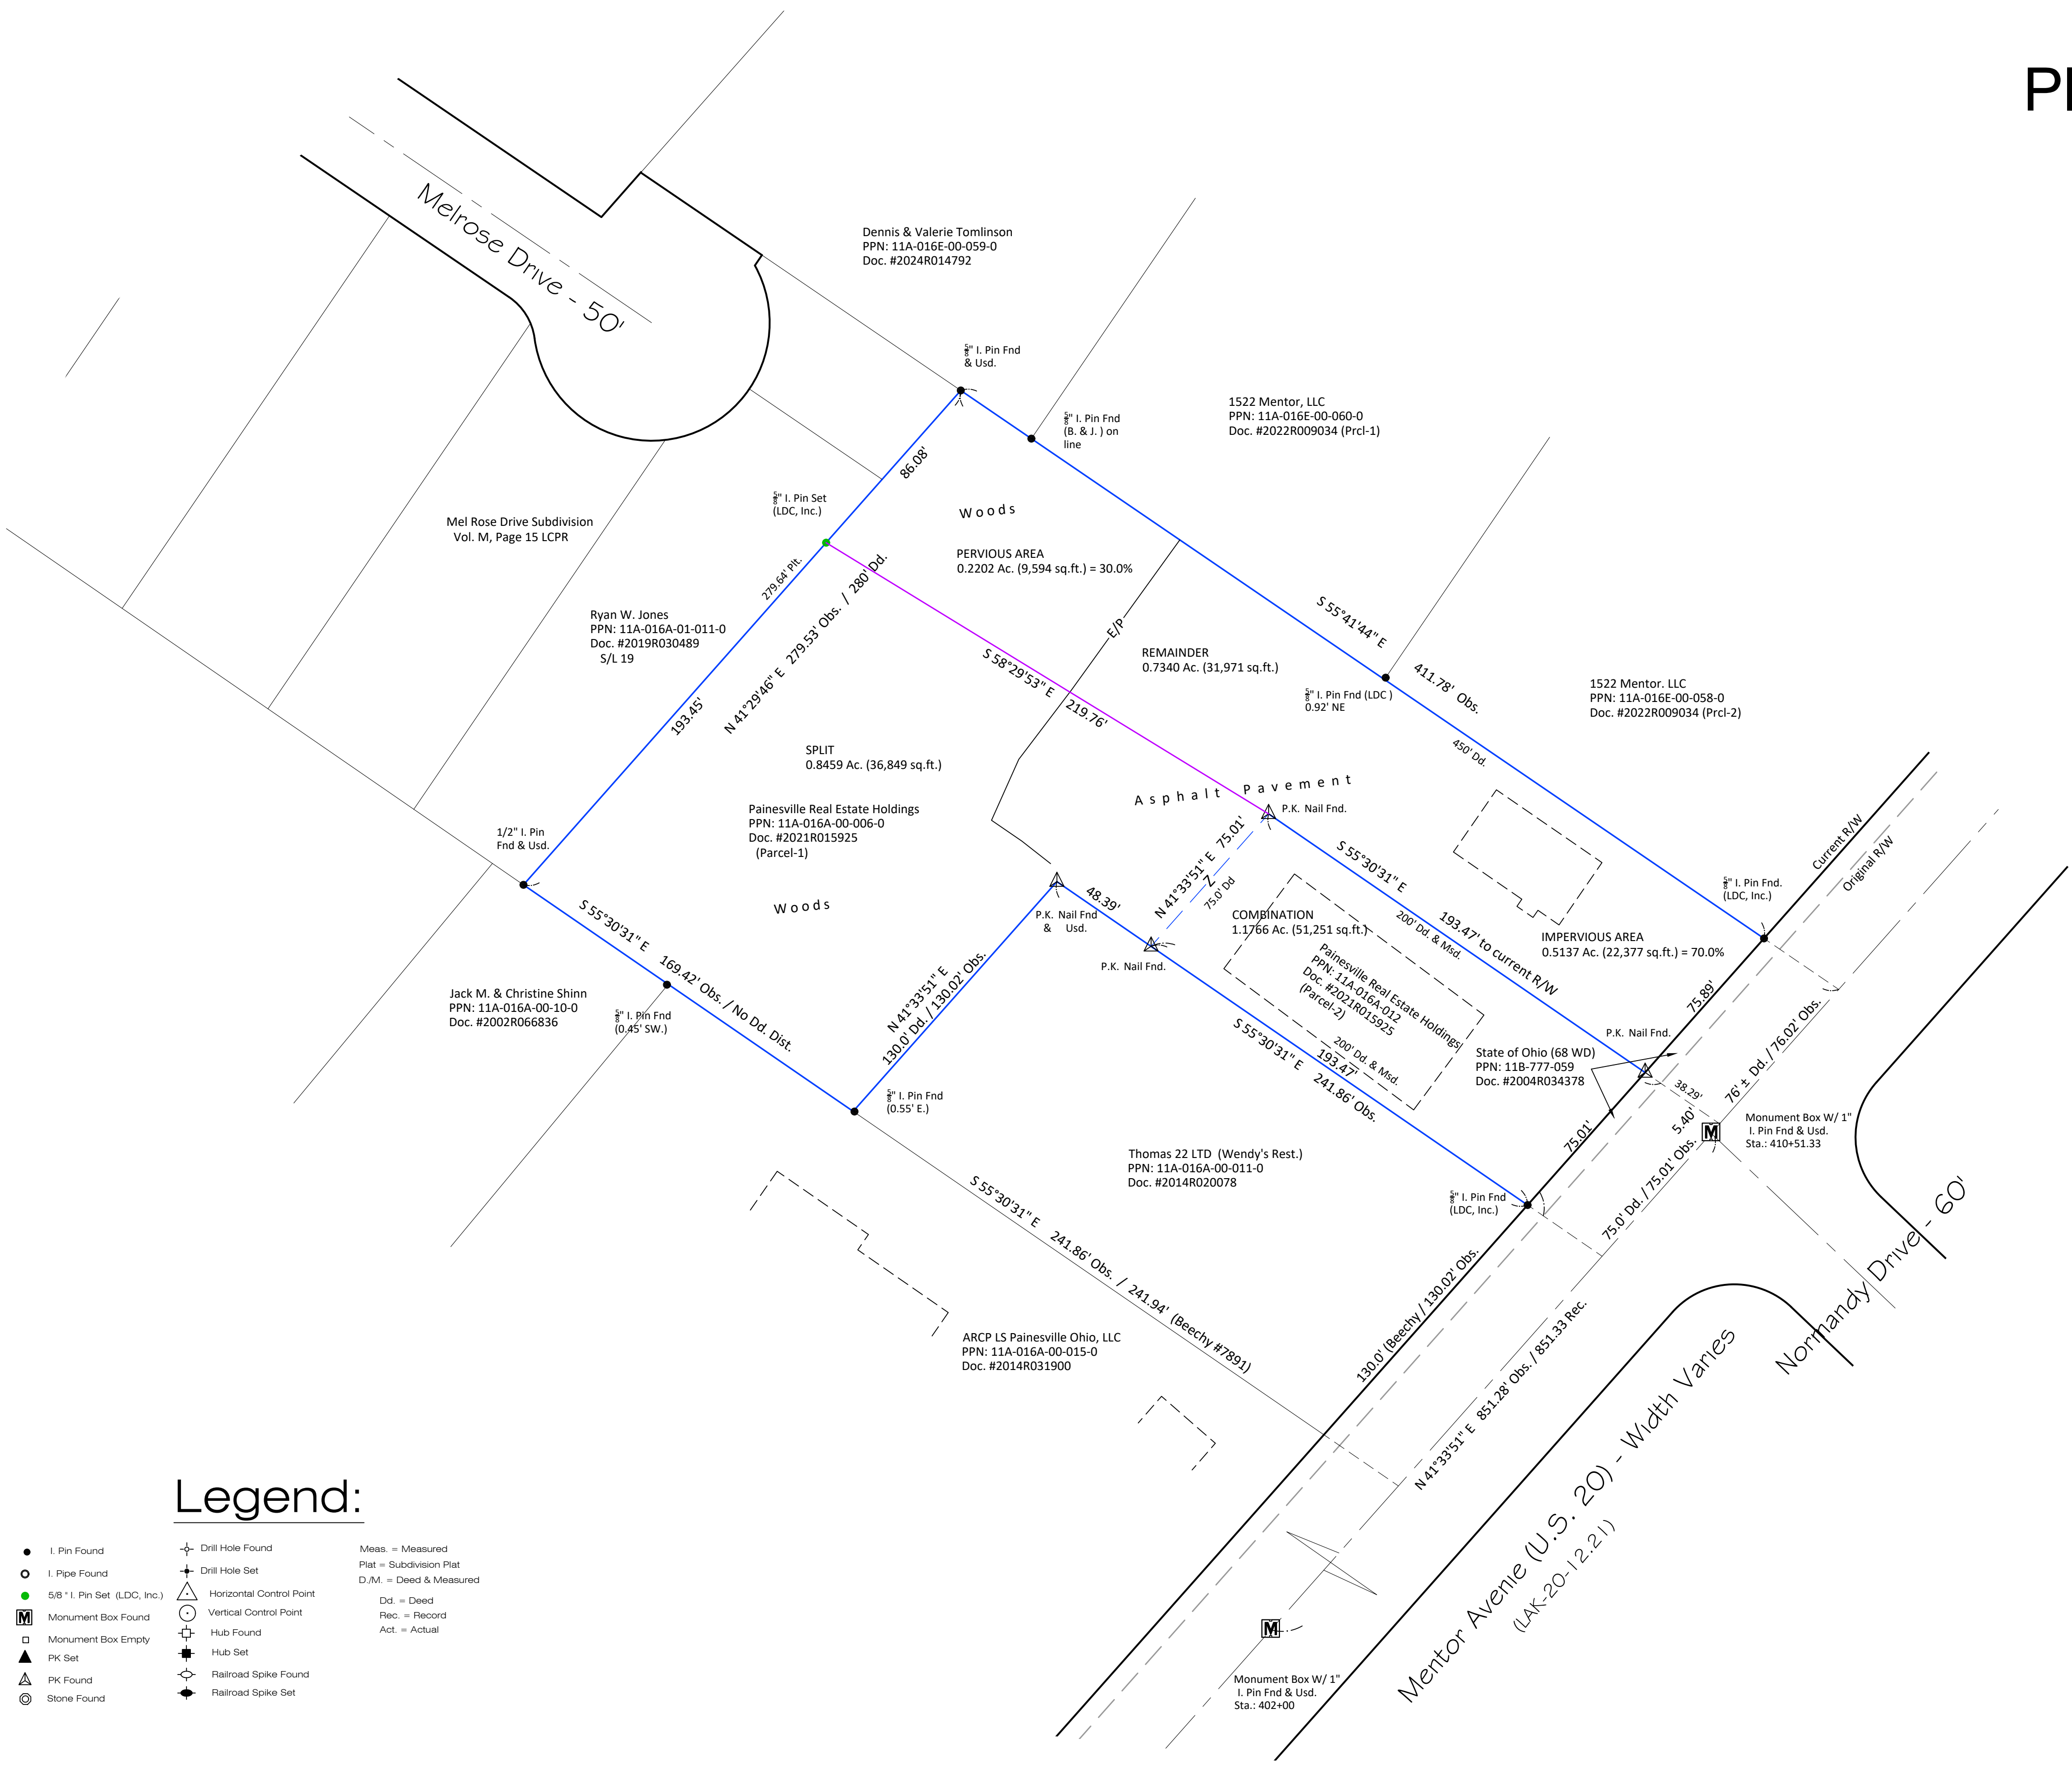 Pl
Melrose Drive - 50'
Dennis & Valerie Tomlinson
PPN: 11A-016E-00-059-0
Doc. #2024R014792
5/8" I. Pin Fnd
& Usd.
5/8" I. Pin Fnd
(B. & J. ) on
line
1522 Mentor, LLC
PPN: 11A-016E-00-060-0
Doc. #2022R009034 (Prcl-1)
86.08'
5/8" I. Pin Set
(LDC, Inc.)
Woods
Mel Rose Drive Subdivision
Vol. M, Page 15 LCPR
PERVIOUS AREA
0.2202 Ac. (9,594 sq.ft.) = 30.0%
279.64' Plt.
N 41°29'46" E 279.53' Obs. / 280' Dd.
Ryan W. Jones
PPN: 11A-016A-01-011-0
Doc. #2019R030489
S/L 19
E/P
S 55°41'44" E 411.78' Obs.
450' Dd.
S 58°29'53" E 219.76'
REMAINDER
0.7340 Ac. (31,971 sq.ft.)
5/8" I. Pin Fnd (LDC )
0.92' NE
1522 Mentor. LLC
PPN: 11A-016E-00-058-0
Doc. #2022R009034 (Prcl-2)
193.45'
SPLIT
0.8459 Ac. (36,849 sq.ft.)
Asphalt Pavement
P.K. Nail Fnd.
Painesville Real Estate Holdings
PPN: 11A-016A-00-006-0
Doc. #2021R015925
(Parcel-1)
1/2" I. Pin
Fnd & Usd.
Current R/W
Original R/W
N 41°33'51" E 75.01'
Z
75.0' Dd
S 55°30'31" E 193.47' to current R/W
200' Dd. & Msd.
5/8" I. Pin Fnd.
(LDC, Inc.)
48.39'
Woods
P.K. Nail Fnd
& Usd.
COMBINATION
1.1766 Ac. (51,251 sq.ft.)
S 55°30'31" E 169.42' Obs. / No Dd. Dist.
P.K. Nail Fnd.
Painesville Real Estate Holdings
PPN: 11A-016A-012
Doc. #2021R015925
(Parcel-2)
IMPERVIOUS AREA
0.5137 Ac. (22,377 sq.ft.) = 70.0%
Jack M. & Christine Shinn
PPN: 11A-016A-00-10-0
Doc. #2002R066836
5/8" I. Pin Fnd
(0.45' SW.)
N 41°33'51" E
130.0' Dd. / 130.02' Obs.
75.89'
P.K. Nail Fnd.
76' ± Dd. / 76.02' Obs.
200' Dd. & Msd.
193.47'
S 55°30'31" E 241.86' Obs.
State of Ohio (68 WD)
PPN: 11B-777-059
Doc. #2004R034378
38.29'
5.40'
5/8" I. Pin Fnd
(0.55' E.)
Monument Box W/ 1"
I. Pin Fnd & Usd.
Sta.: 410+51.33
75.01'
75.0' Dd. / 75.01' Obs.
Thomas 22 LTD (Wendy's Rest.)
PPN: 11A-016A-00-011-0
Doc. #2014R020078
5/8" I. Pin Fnd
(LDC, Inc.)
S 55°30'31" E 241.86' Obs. / 241.94' (Beechy #7891)
Normandy Drive - 60'
130.0' (Beechy / 130.02' Obs.
ARCP LS Painesville Ohio, LLC
PPN: 11A-016A-00-015-0
Doc. #2014R031900
N 41°33'51" E 851.28' Obs. / 851.33 Rec.
Mentor Avenie (U.S. 20) - Width Varies
(LAK-20-12.21)
M
M
Monument Box W/ 1"
I. Pin Fnd & Usd.
Sta.: 402+00
Legend:
I. Pin Found
I. Pipe Found
5/8 " I. Pin Set (LDC, Inc.)
M Monument Box Found
Monument Box Empty
PK Set
PK Found
Stone Found
Drill Hole Found
Drill Hole Set
Horizontal Control Point
Vertical Control Point
Hub Found
Hub Set
Railroad Spike Found
Railroad Spike Set
Meas. = Measured
Plat = Subdivision Plat
D./M. = Deed & Measured
Dd. = Deed
Rec. = Record
Act. = Actual